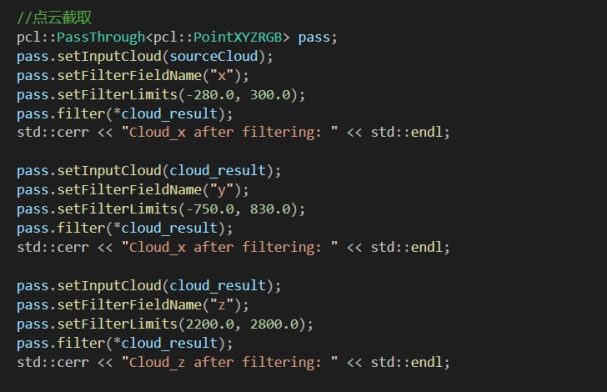 //点云截取
pcl::PassThrough<pcl::PointXYZRGB> pass;
pass.setInputCloud(sourceCloud);
pass.setFilterFieldName("x");
pass.setFilterLimits(-280.0, 300.0);
pass.filter(*cloud_result);
std::cerr << "Cloud_x after filtering: " << std::endl;

pass.setInputCloud(cloud_result);
pass.setFilterFieldName("y");
pass.setFilterLimits(-750.0, 830.0);
pass.filter(*cloud_result);
std::cerr << "Cloud_x after filtering: " << std::endl;

pass.setInputCloud(cloud_result);
pass.setFilterFieldName("z");
pass.setFilterLimits(2200.0, 2800.0);
pass.filter(*cloud_result);
std::cerr << "Cloud_z after filtering: " << std::endl;